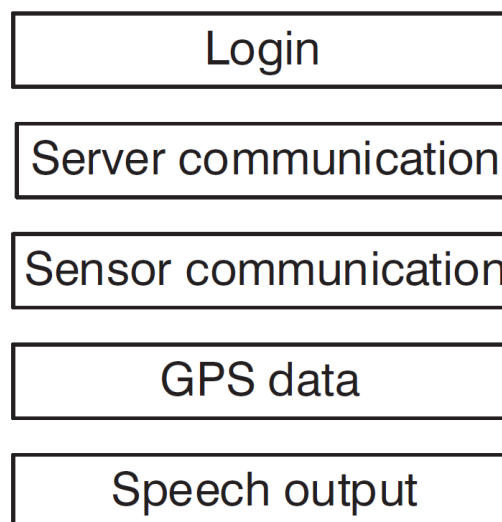 Login
Server communication
Sensor communication
GPS data
Speech output